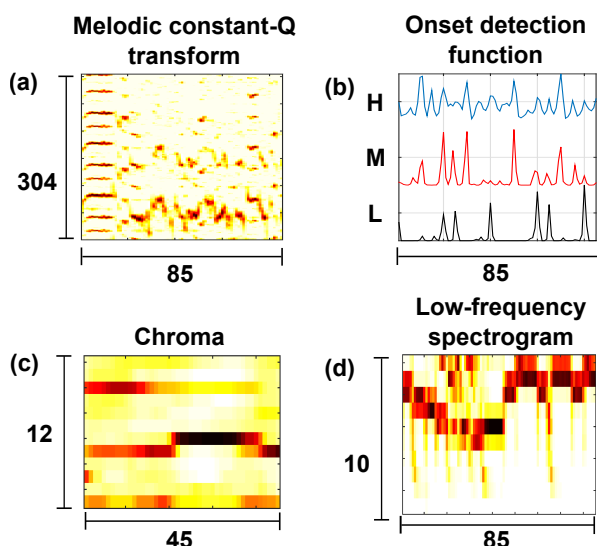 Melodic constant-Q
transform
(a)
304
85
Onset detection
function
(b)
H
M
L
85
Chroma
(c)
12
45
Low-frequency
spectrogram
(d)
10
85